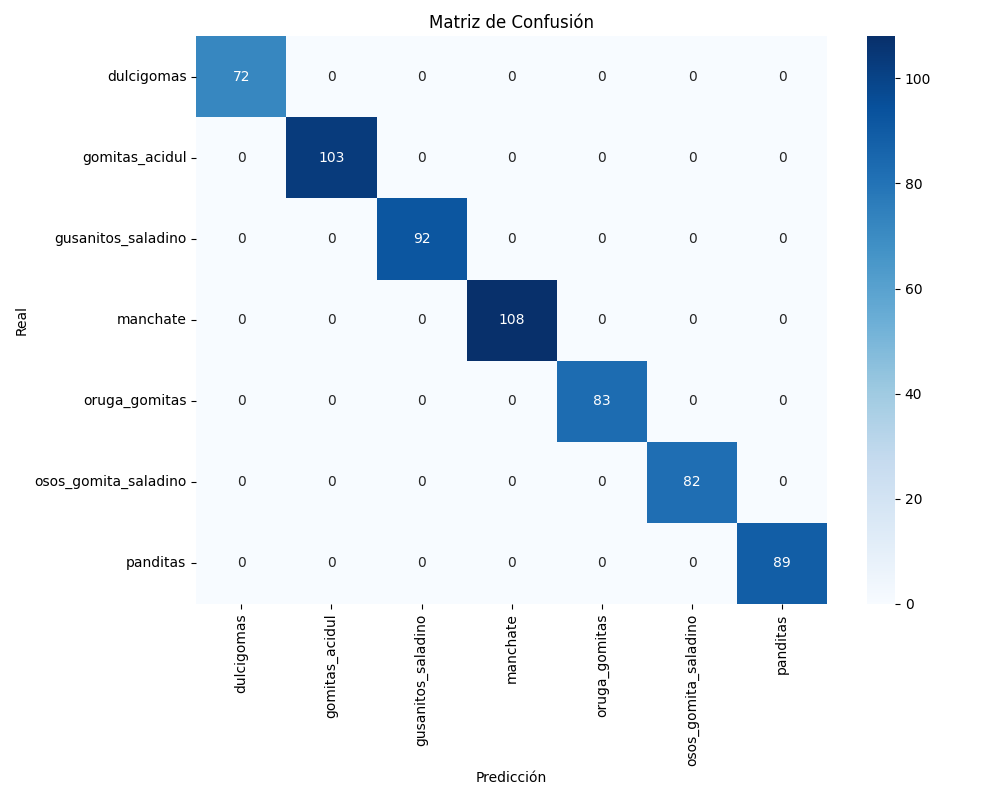 Matriz de Confusión
dulcigomas 72 0 0 0 0 0 0
gomitas_acidul 0 103 0 0 0 0 0
gusanitos_saladino 0 0 92 0 0 0 0
manchate 0 0 0 108 0 0 0
oruga_gomitas 0 0 0 0 83 0 0
osos_gomita_saladino 0 0 0 0 0 82 0
panditas 0 0 0 0 0 0 89
Real
dulcigomas
gomitas_acidul
gusanitos_saladino
manchate
oruga_gomitas
osos_gomita_saladino
panditas
Predicción
100
80
60
40
20
0